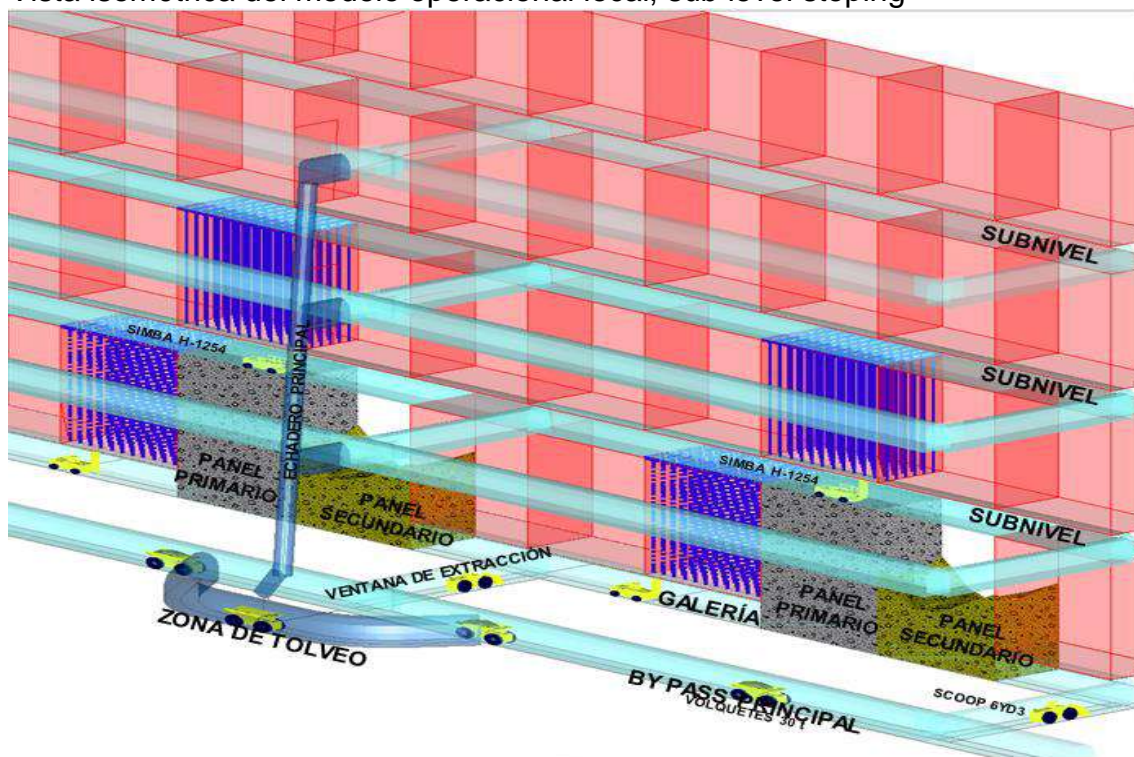 Vista isométrica del modelo operacional local, sub level stoping
SUBNIVEL
SIMBA H-1254
ECHADERO PRINCIPAL
SUBNIVEL
PANEL
PRIMARIO
SIMBA H-1254
PANEL
SECUNDARIO
SUBNIVEL
VENTANA DE EXTRACCIÓN
GALERÍA
PANEL
PRIMARIO
PANEL
SECUNDARIO
ZONA DE TOLVEO
BY PASS PRINCIPAL
VOLQUETES 30 t
SCOOP 6YD3